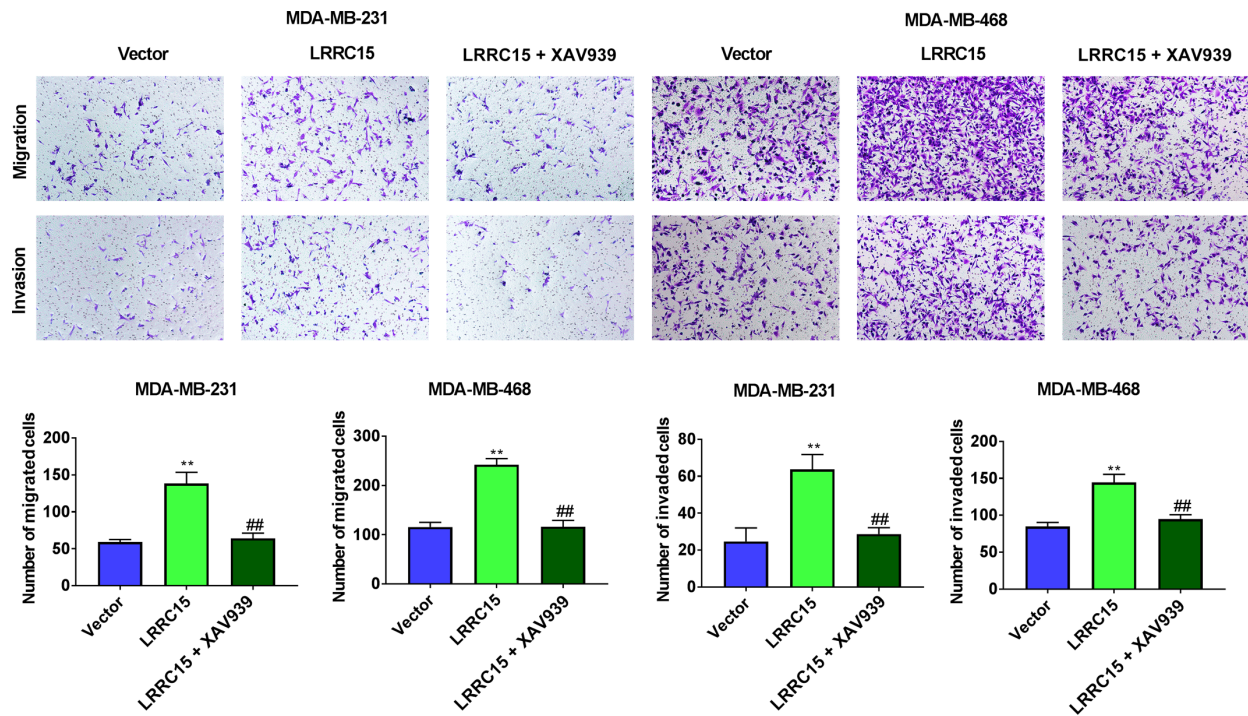 MDA-MB-231
MDA-MB-468
Vector
LRRC15
LRRC15 + XAV939
Vector
LRRC15
LRRC15 + XAV939
Migration
Invasion
MDA-MB-231
Number of migrated cells
200
150
100
50
0
**
##
Vector
LRRC15
LRRC15 + XAV939
MDA-MB-468
Number of migrated cells
300
200
100
0
**
##
Vector
LRRC15
LRRC15 + XAV939
MDA-MB-231
Number of invaded cells
80
60
40
20
0
**
##
Vector
LRRC15
LRRC15 + XAV939
MDA-MB-468
Number of invaded cells
200
150
100
50
0
**
##
Vector
LRRC15
LRRC15 + XAV939